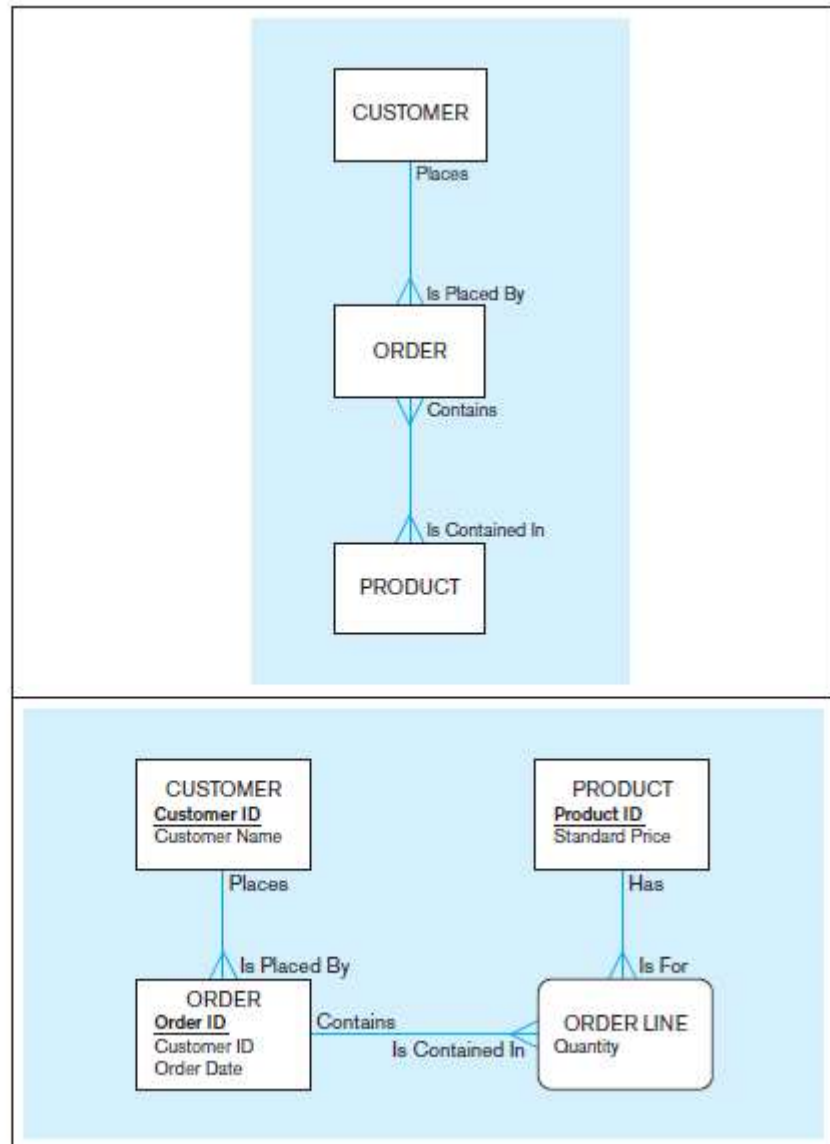 CUSTOMER
Places
Is Placed By
ORDER
Contains
Is Contained In
PRODUCT
CUSTOMER
Customer ID
Customer Name
Places
Is Placed By
ORDER
Order ID
Customer ID
Order Date
Contains
Is Contained In
PRODUCT
Product ID
Standard Price
Has
Is For
ORDER LINE
Quantity